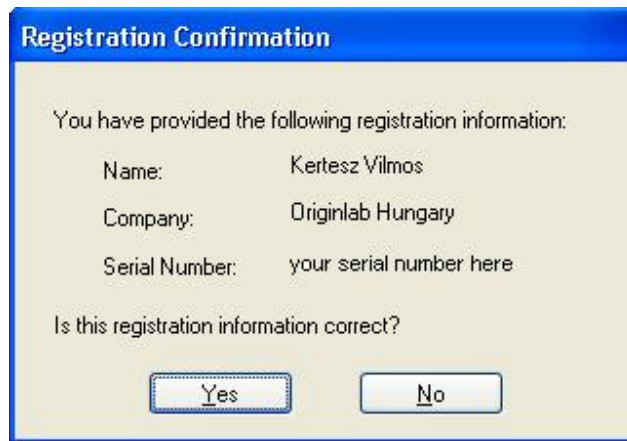 Registration Confirmation
You have provided the following registration information:
Name: Kertesz Vilmos
Company: Originlab Hungary
Serial Number: your serial number here
Is this registration information correct?
Yes No